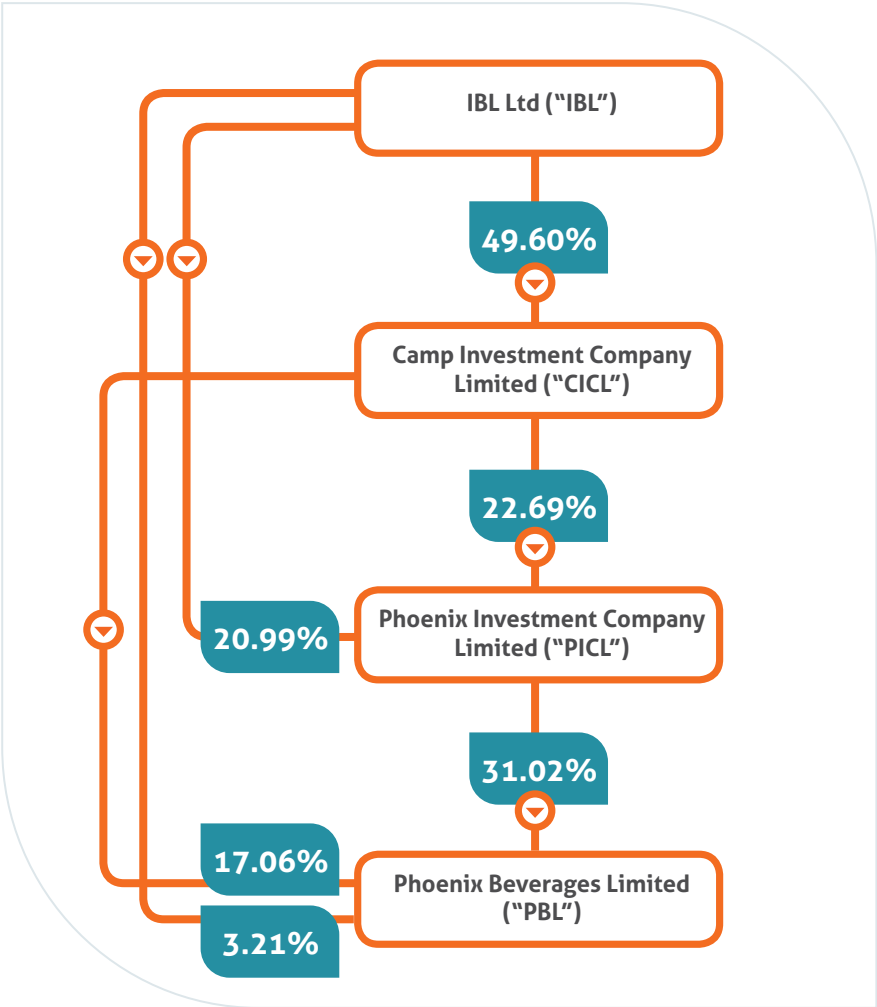 IBL Ltd (“IBL”)
49.60%
Camp Investment Company
Limited (“CICL”)
22.69%
Phoenix Investment Company
Limited (“PICL”)
20.99%
31.02%
17.06%
Phoenix Beverages Limited
(“PBL”)
3.21%